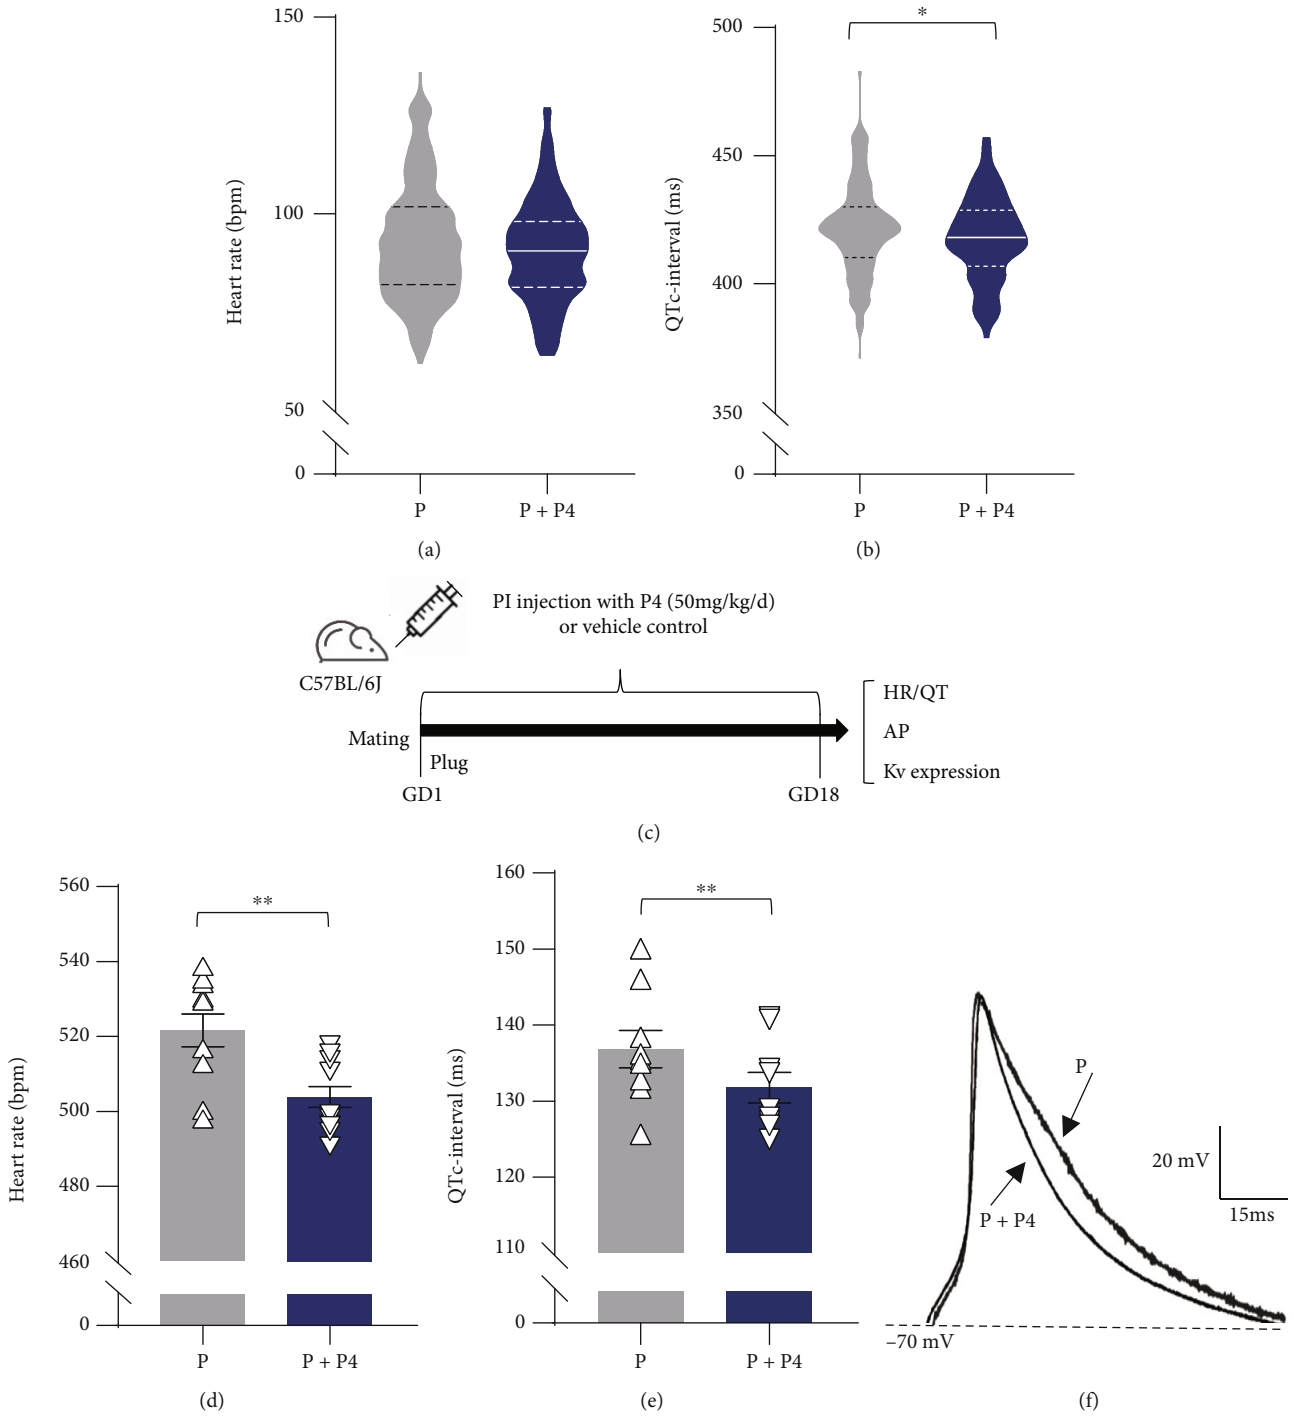 150
100
50
0
Heart rate (bpm)
P
P + P4
(a)
*
500
450
400
350
0
QTc-interval (ms)
P
P + P4
(b)
PI injection with P4 (50mg/kg/d)
or vehicle control
C57BL/6J
Mating
Plug
GD1
GD18
HR/QT
AP
Kv expression
(c)
**
560
540
520
500
480
460
0
Heart rate (bpm)
P
P + P4
(d)
**
160
150
140
130
120
110
0
QTc-interval (ms)
P
P + P4
(e)
P
P + P4
20 mV
15ms
–70 mV
(f)